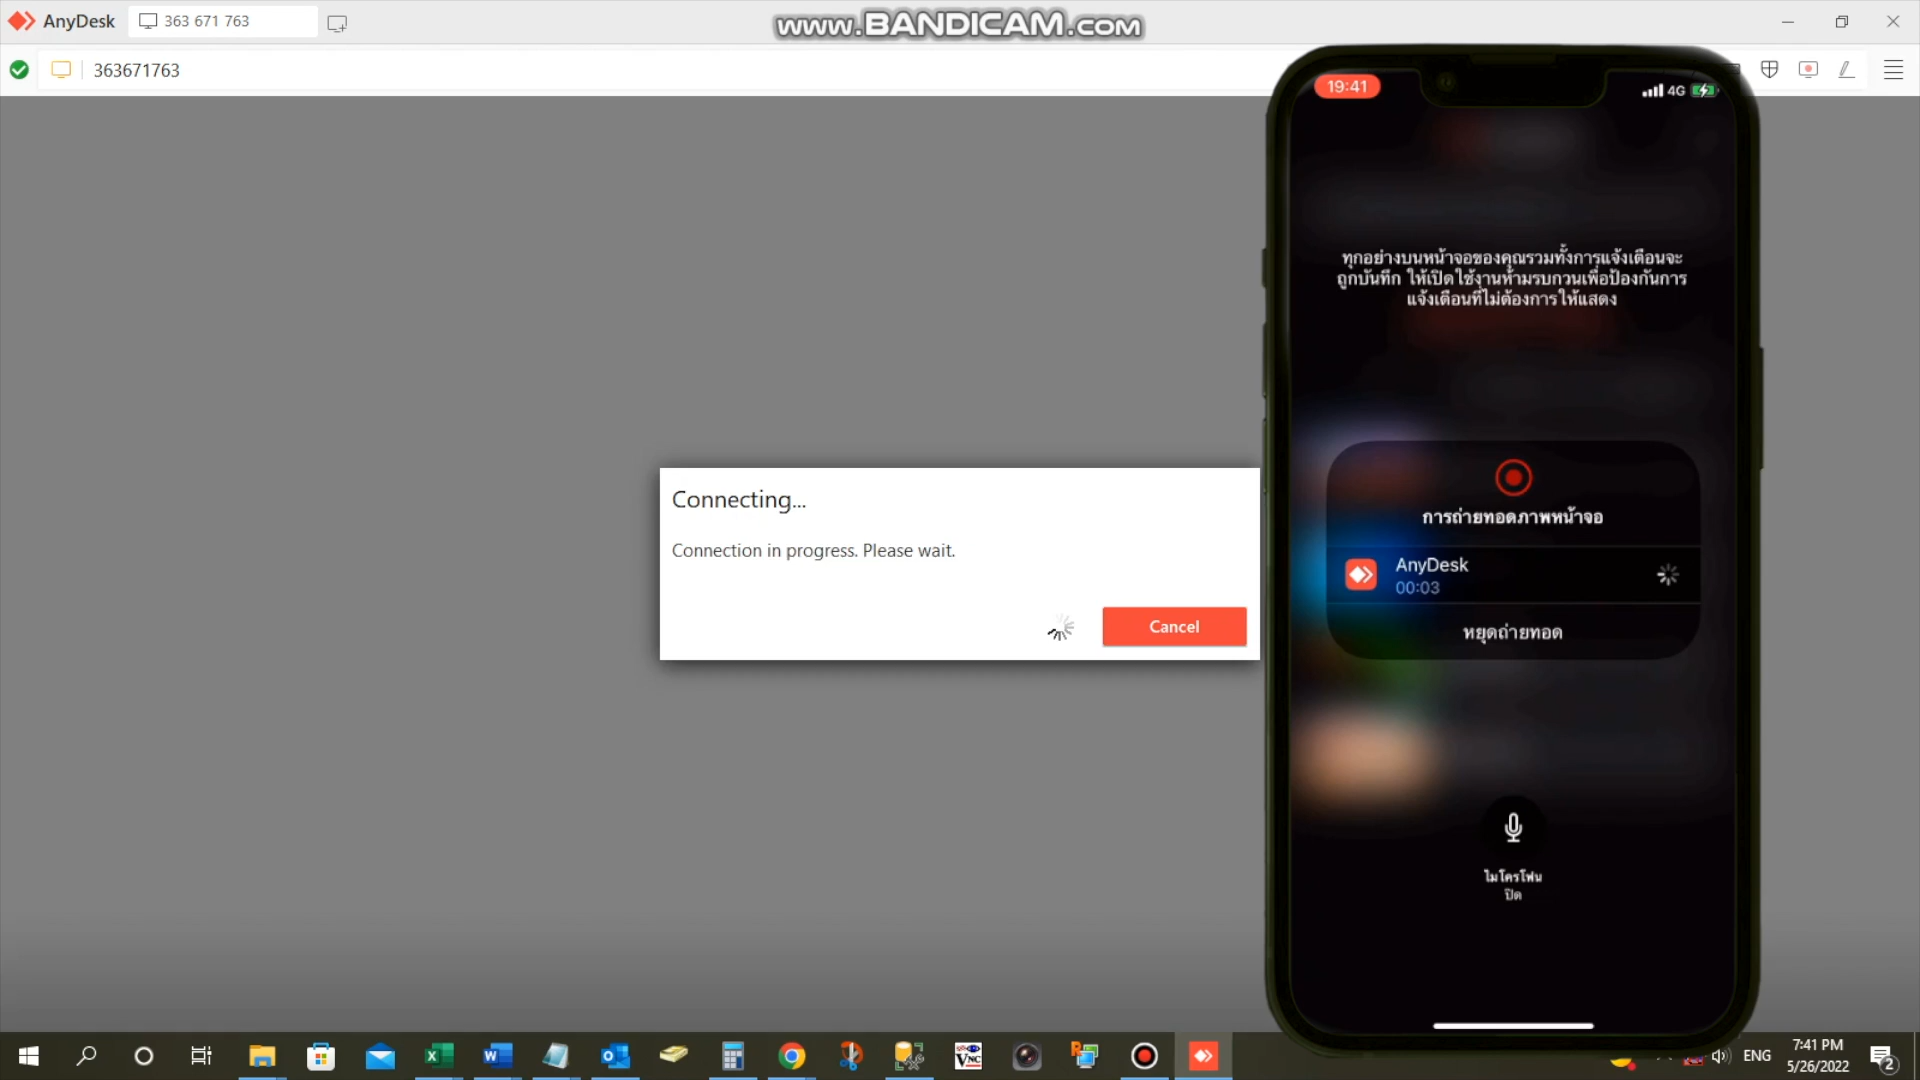 AnyDesk
363 671 763
www.BANDICAM.com
363671763
19:41
4G
ทุกอย่างบนหน้าจอของคุณรวมทั้งการแจ้งเตือนจะ
ถูกบันทึก ให้เปิดใช้งานห้ามรบกวนเพื่อป้องกันการ
แจ้งเตือนที่ไม่ต้องการให้แสดง
การถ่ายทอดภาพหน้าจอ
AnyDesk
00:03
หยุดถ่ายทอด
ไมโครโฟน
ปิด
Connecting...
Connection in progress. Please wait.
Cancel
ENG
7:41 PM
5/26/2022
2